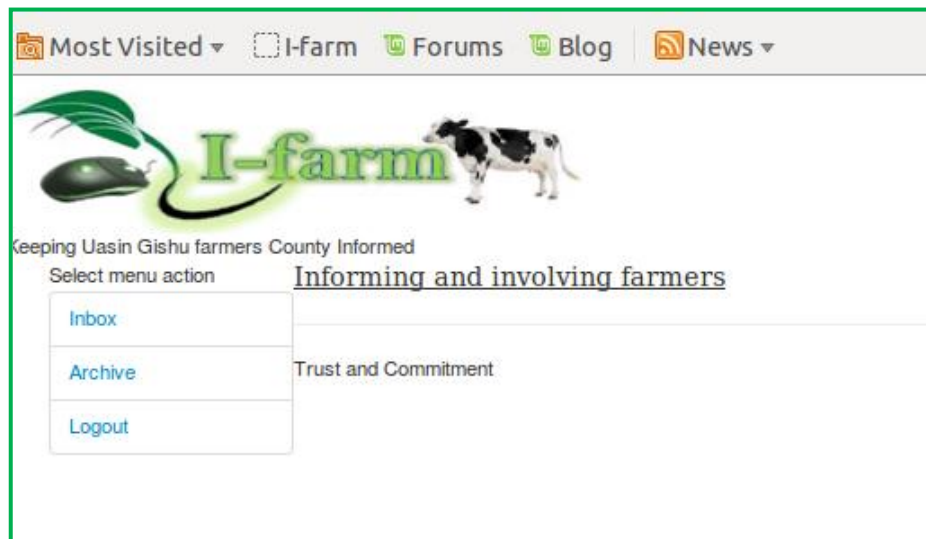 Most Visited I-farm Forums Blog News
I-farm
Keeping Uasin Gishu farmers County Informed
Select menu action
Informing and involving farmers
Inbox
Archive
Trust and Commitment
Logout